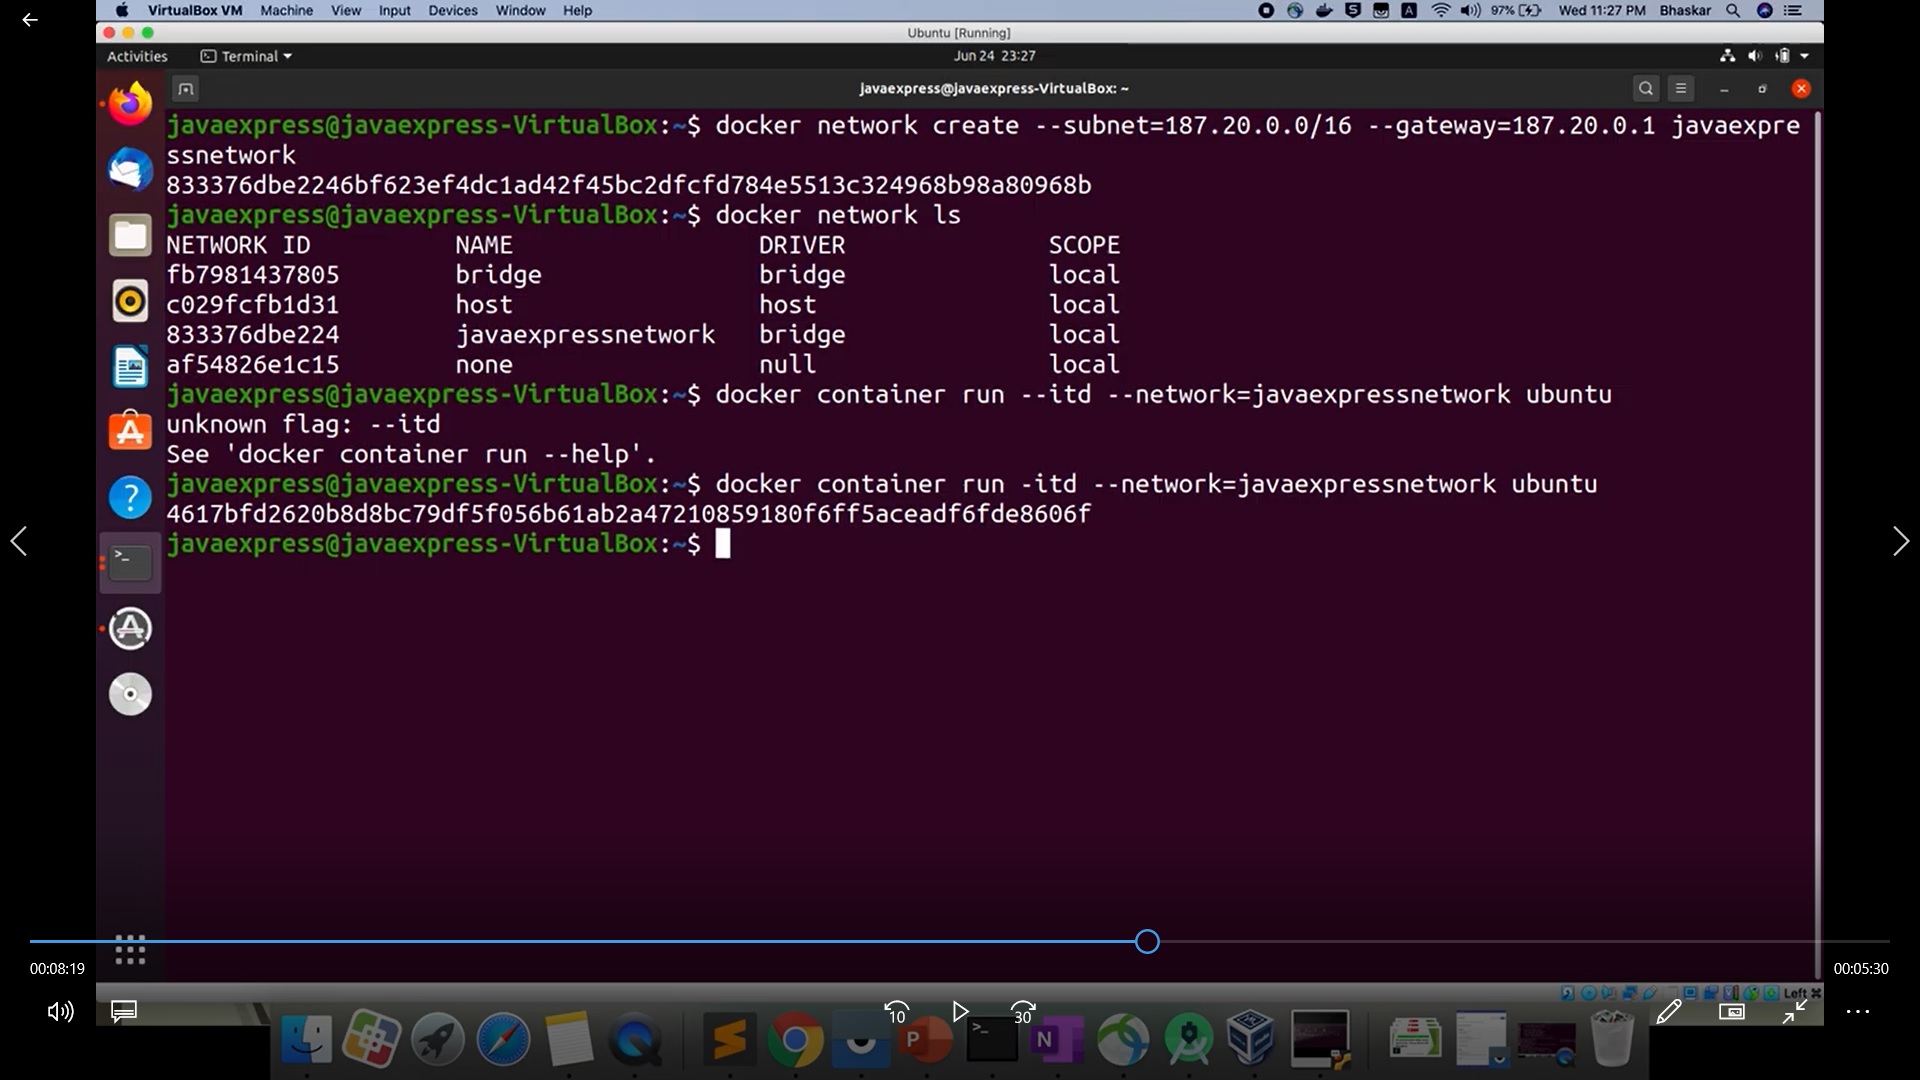 VirtualBox VM Machine View Input Devices Window Help 97% Wed 11:27 PM Bhaskar
Ubuntu [Running]
Activities Terminal Jun 24 23:27
javaexpress@javaexpress-VirtualBox: ~
javaexpress@javaexpress-VirtualBox:~$ docker network create --subnet=187.20.0.0/16 --gateway=187.20.0.1 javaexpre
ssnetwork
833376dbe2246bf623ef4dc1ad42f45bc2dfcfd784e5513c324968b98a80968b
javaexpress@javaexpress-VirtualBox:~$ docker network ls
NETWORK ID NAME DRIVER SCOPE
fb7981437805 bridge bridge local
c029fcfb1d31 host host local
833376dbe224 javaexpressnetwork bridge local
af54826e1c15 none null local
javaexpress@javaexpress-VirtualBox:~$ docker container run --itd --network=javaexpressnetwork ubuntu
unknown flag: --itd
See 'docker container run --help'.
javaexpress@javaexpress-VirtualBox:~$ docker container run -itd --network=javaexpressnetwork ubuntu
4617bfd2620b8d8bc79df5f056b61ab2a47210859180f6ff5aceadf6fde8606f
javaexpress@javaexpress-VirtualBox:~$
00:08:19 00:05:30
Left
10 30